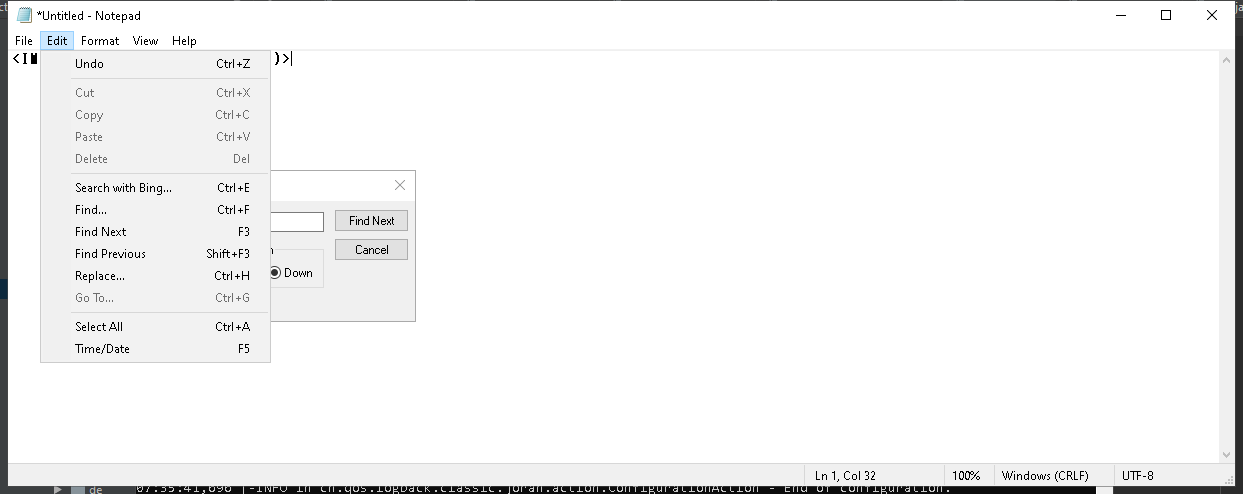 *Untitled - Notepad
File Edit Format View Help
)>
Undo Ctrl+Z
Cut Ctrl+X
Copy Ctrl+C
Paste Ctrl+V
Delete Del
Search with Bing... Ctrl+E
Find... Ctrl+F
Find Next F3
Find Previous Shift+F3
Replace... Ctrl+H
Go To... Ctrl+G
Select All Ctrl+A
Time/Date F5
Find Next
Cancel
Down
Ln 1, Col 32 100% Windows (CRLF) UTF-8
de 07:35:41,696 |-INFO in ch.qos.logback.classic.joran.action.ConfigurationAction - End of configuration.